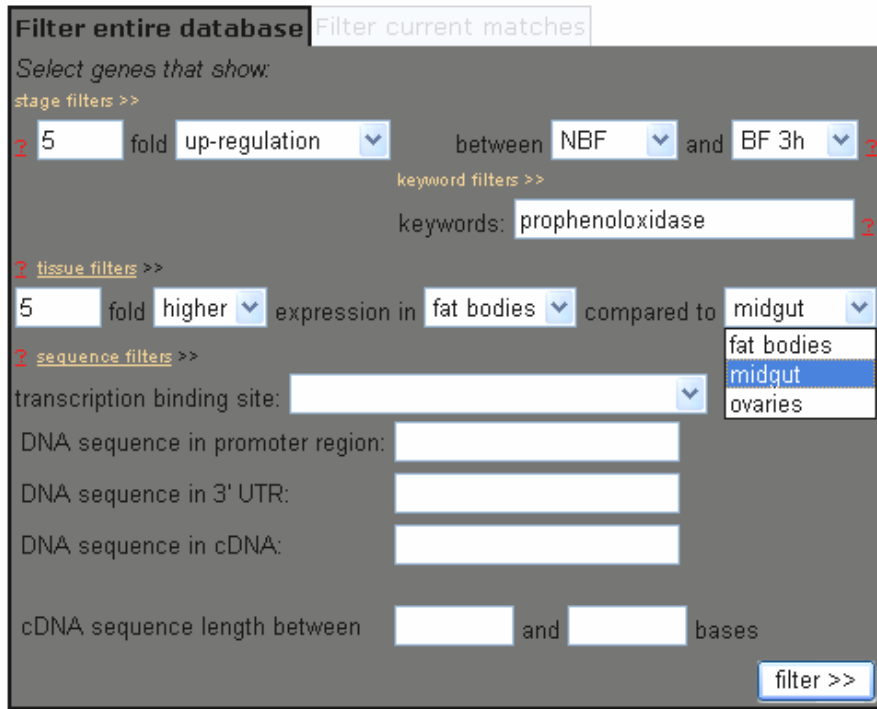 Filter entire database Filter current matches
Select genes that show:
stage filters >>
? 5 fold up-regulation between NBF and BF 3h ?
keyword filters >>
keywords: prophenoloxidase ?
? tissue filters >>
5 fold higher expression in fat bodies compared to midgut
fat bodies
midgut
ovaries
? sequence filters >>
transcription binding site:
DNA sequence in promoter region:
DNA sequence in 3' UTR:
DNA sequence in cDNA:
cDNA sequence length between and bases
filter >>